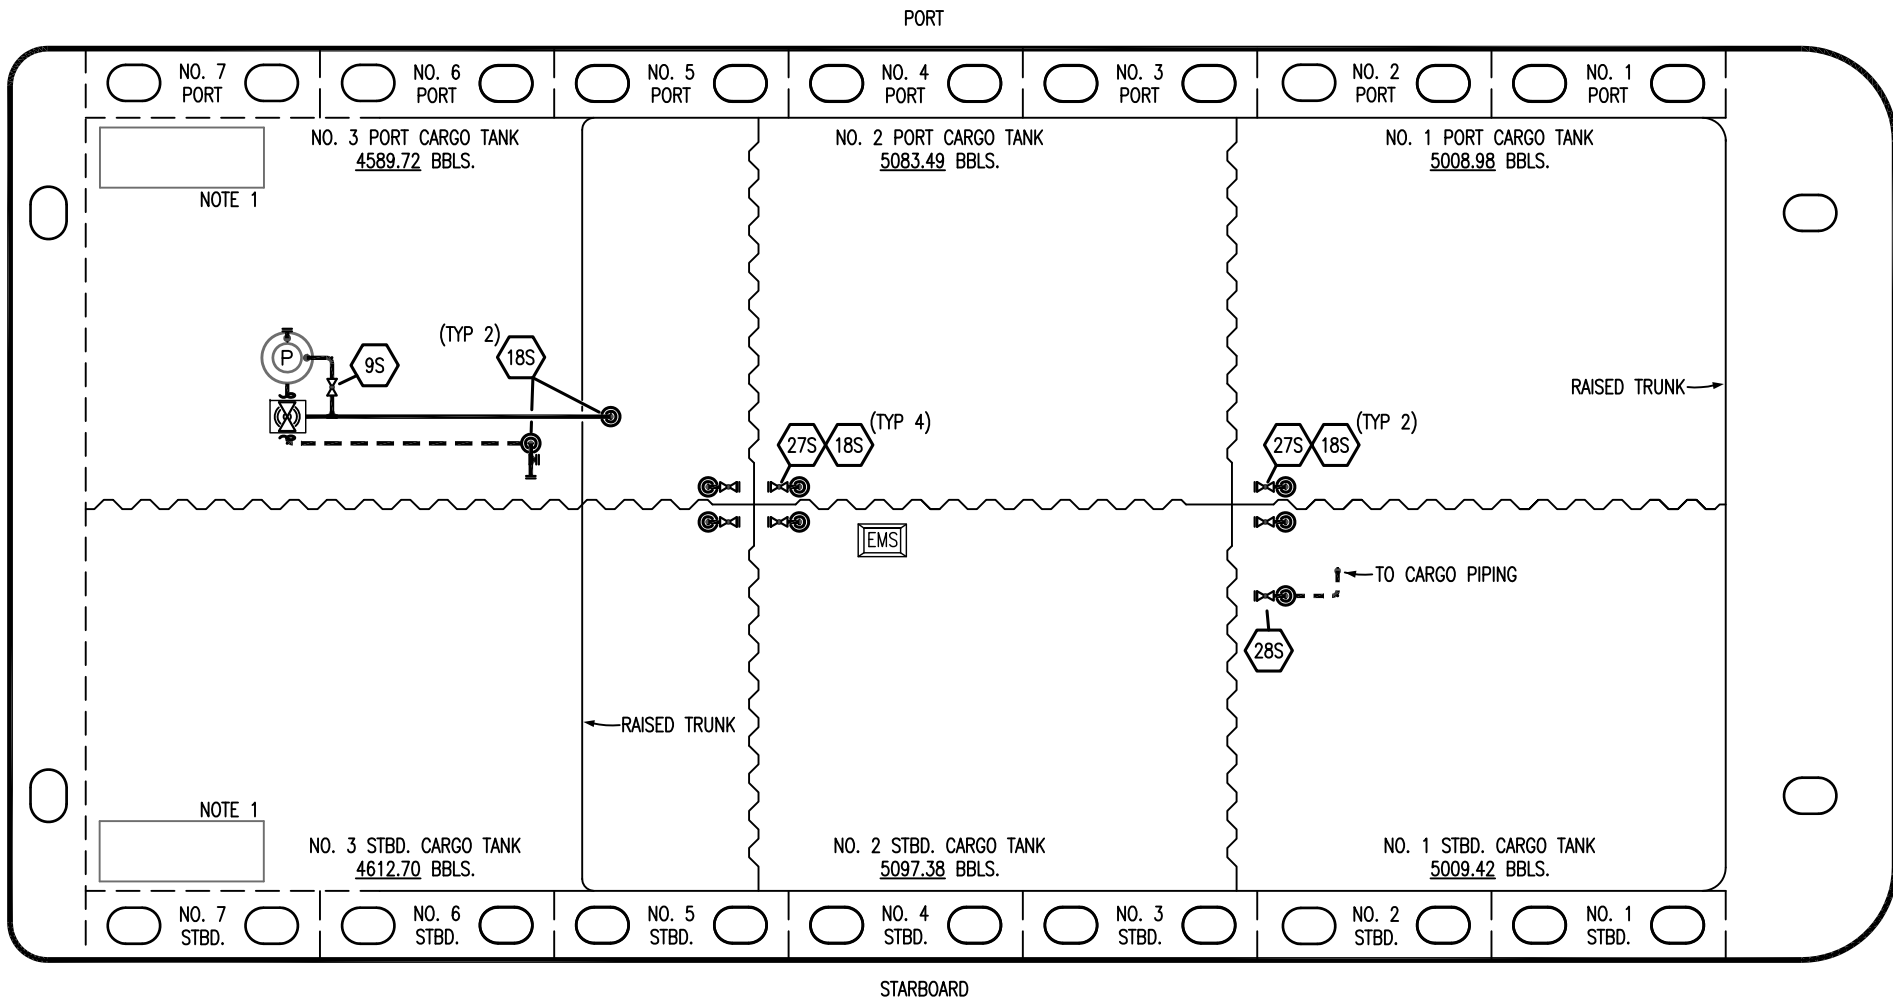 PORT
NO. 7
PORT
NO. 6
PORT
NO. 5
PORT
NO. 4
PORT
NO. 3
PORT
NO. 2
PORT
NO. 1
PORT
NO. 3 PORT CARGO TANK
4589.72 BBLS.
NO. 2 PORT CARGO TANK
5083.49 BBLS.
NO. 1 PORT CARGO TANK
5008.98 BBLS.
NOTE 1
(TYP 2)
18S
P
9S
RAISED TRUNK
(TYP 4)
27S
18S
(TYP 2)
27S
18S
EMS
TO CARGO PIPING
28S
RAISED TRUNK
NOTE 1
NO. 3 STBD. CARGO TANK
4612.70 BBLS.
NO. 2 STBD. CARGO TANK
5097.38 BBLS.
NO. 1 STBD. CARGO TANK
5009.42 BBLS.
NO. 7
STBD.
NO. 6
STBD.
NO. 5
STBD.
NO. 4
STBD.
NO. 3
STBD.
NO. 2
STBD.
NO. 1
STBD.
STARBOARD